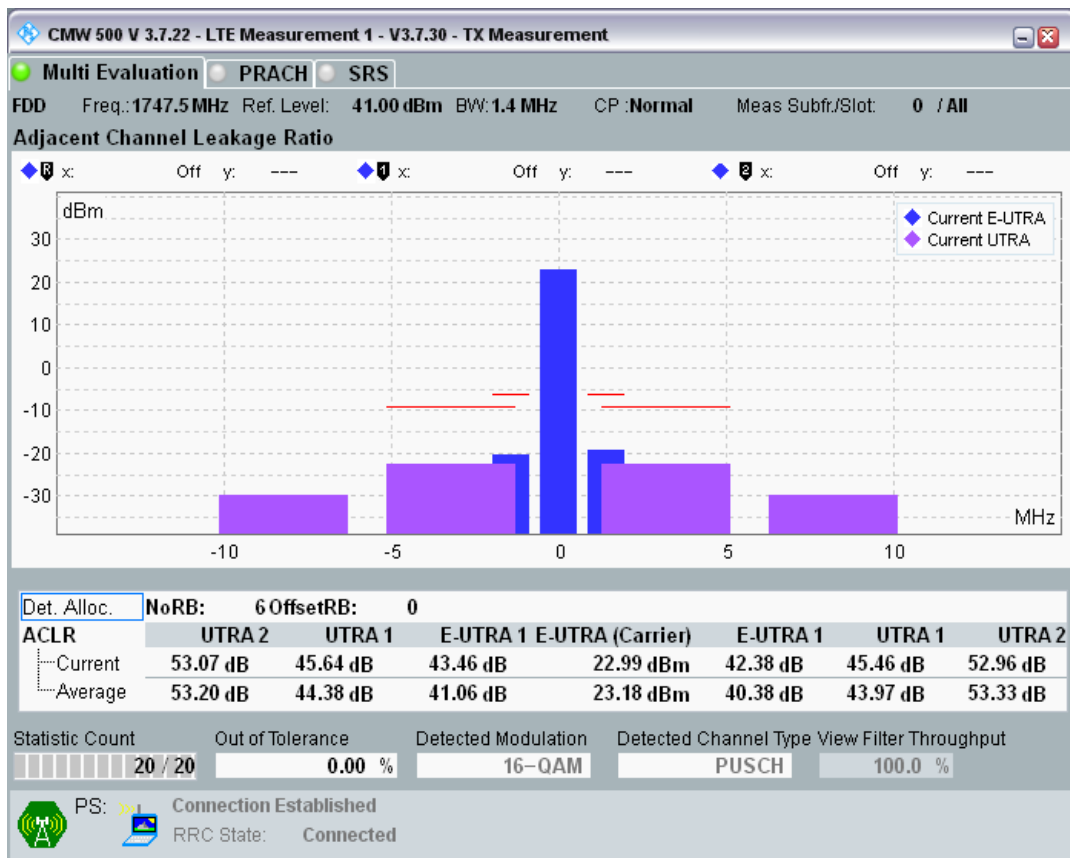 CMW 500 V 3.7.22 - LTE Measurement 1 - V3.7.30 - TX Measurement
Multi Evaluation PRACH SRS
FDD Freq.: 1747.5 MHz Ref. Level: 41.00 dBm BW: 1.4 MHz CP :Normal Meas Subfr./Slot: 0 / All
Adjacent Channel Leakage Ratio
R x: Off y: --- 1 x: Off y: --- 2 x: Off y: ---
dBm
Current E-UTRA
Current UTRA
30
20
10
0
-10
-20
-30
MHz
-10 -5 0 5 10
Det. Alloc. NoRB: 6 OffsetRB: 0
ACLR UTRA 2 UTRA 1 E-UTRA 1 E-UTRA (Carrier) E-UTRA 1 UTRA 1 UTRA 2
Current 53.07 dB 45.64 dB 43.46 dB 22.99 dBm 42.38 dB 45.46 dB 52.96 dB
Average 53.20 dB 44.38 dB 41.06 dB 23.18 dBm 40.38 dB 43.97 dB 53.33 dB
Statistic Count Out of Tolerance Detected Modulation Detected Channel Type View Filter Throughput
20 / 20 0.00 % 16-QAM PUSCH 100.0 %
PS: Connection Established
RRC State: Connected